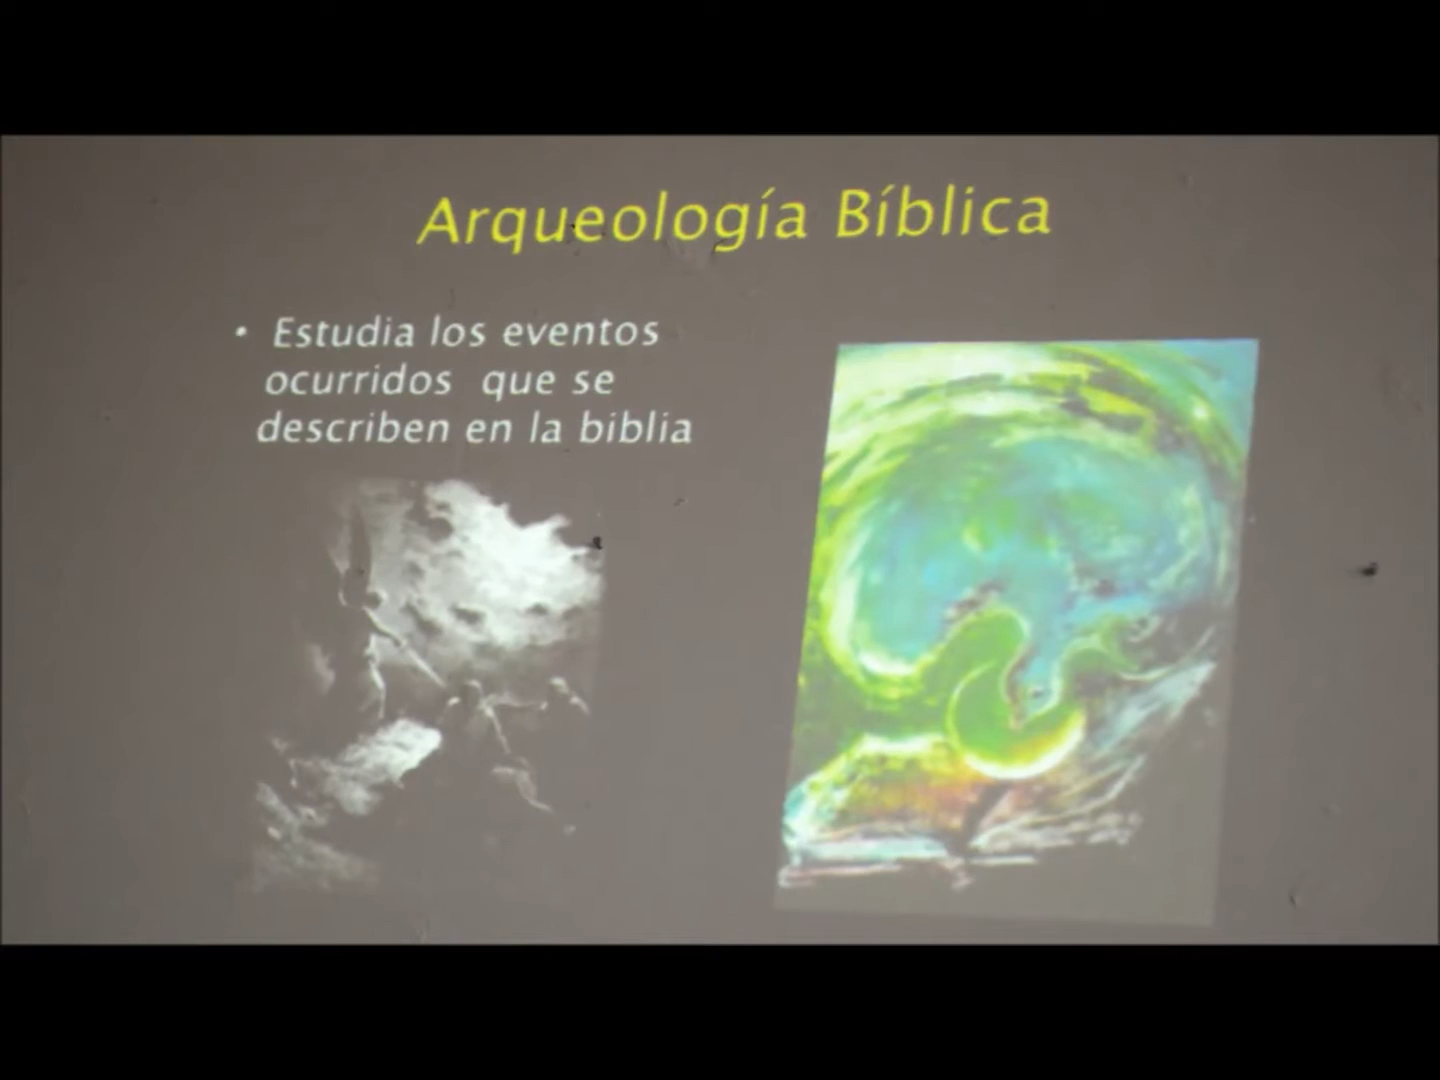 Arqueología Bíblica
• Estudia los eventos
ocurridos que se
describen en la biblia